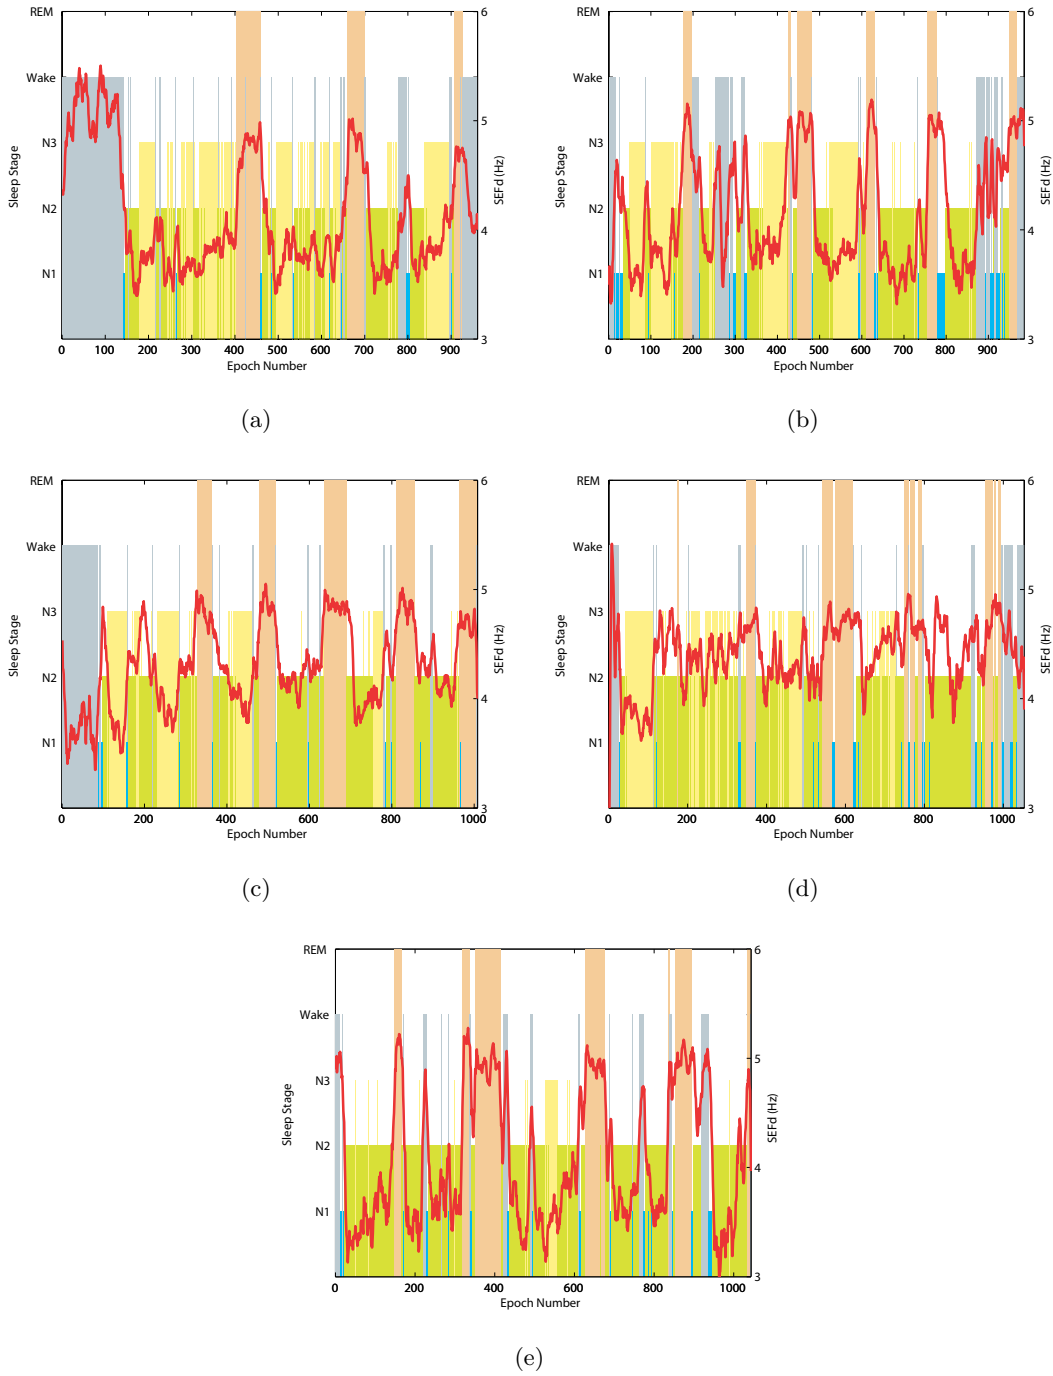 REM
Wake
N3
N2
N1
Sleep Stage
6
5
4
3
SEFd (Hz)
0 100 200 300 400 500 600 700 800 900
Epoch Number
(a)
REM
Wake
N3
N2
N1
Sleep Stage
6
5
4
3
SEFd (Hz)
0 100 200 300 400 500 600 700 800 900
Epoch Number
(b)
REM
Wake
N3
N2
N1
Sleep Stage
6
5
4
3
SEFd (Hz)
0 200 400 600 800 1000
Epoch Number
(c)
REM
Wake
N3
N2
N1
Sleep Stage
6
5
4
3
SEFd (Hz)
0 200 400 600 800 1000
Epoch Number
(d)
REM
Wake
N3
N2
N1
Sleep Stage
6
5
4
3
SEFd (Hz)
0 200 400 600 800 1000
Epoch Number
(e)